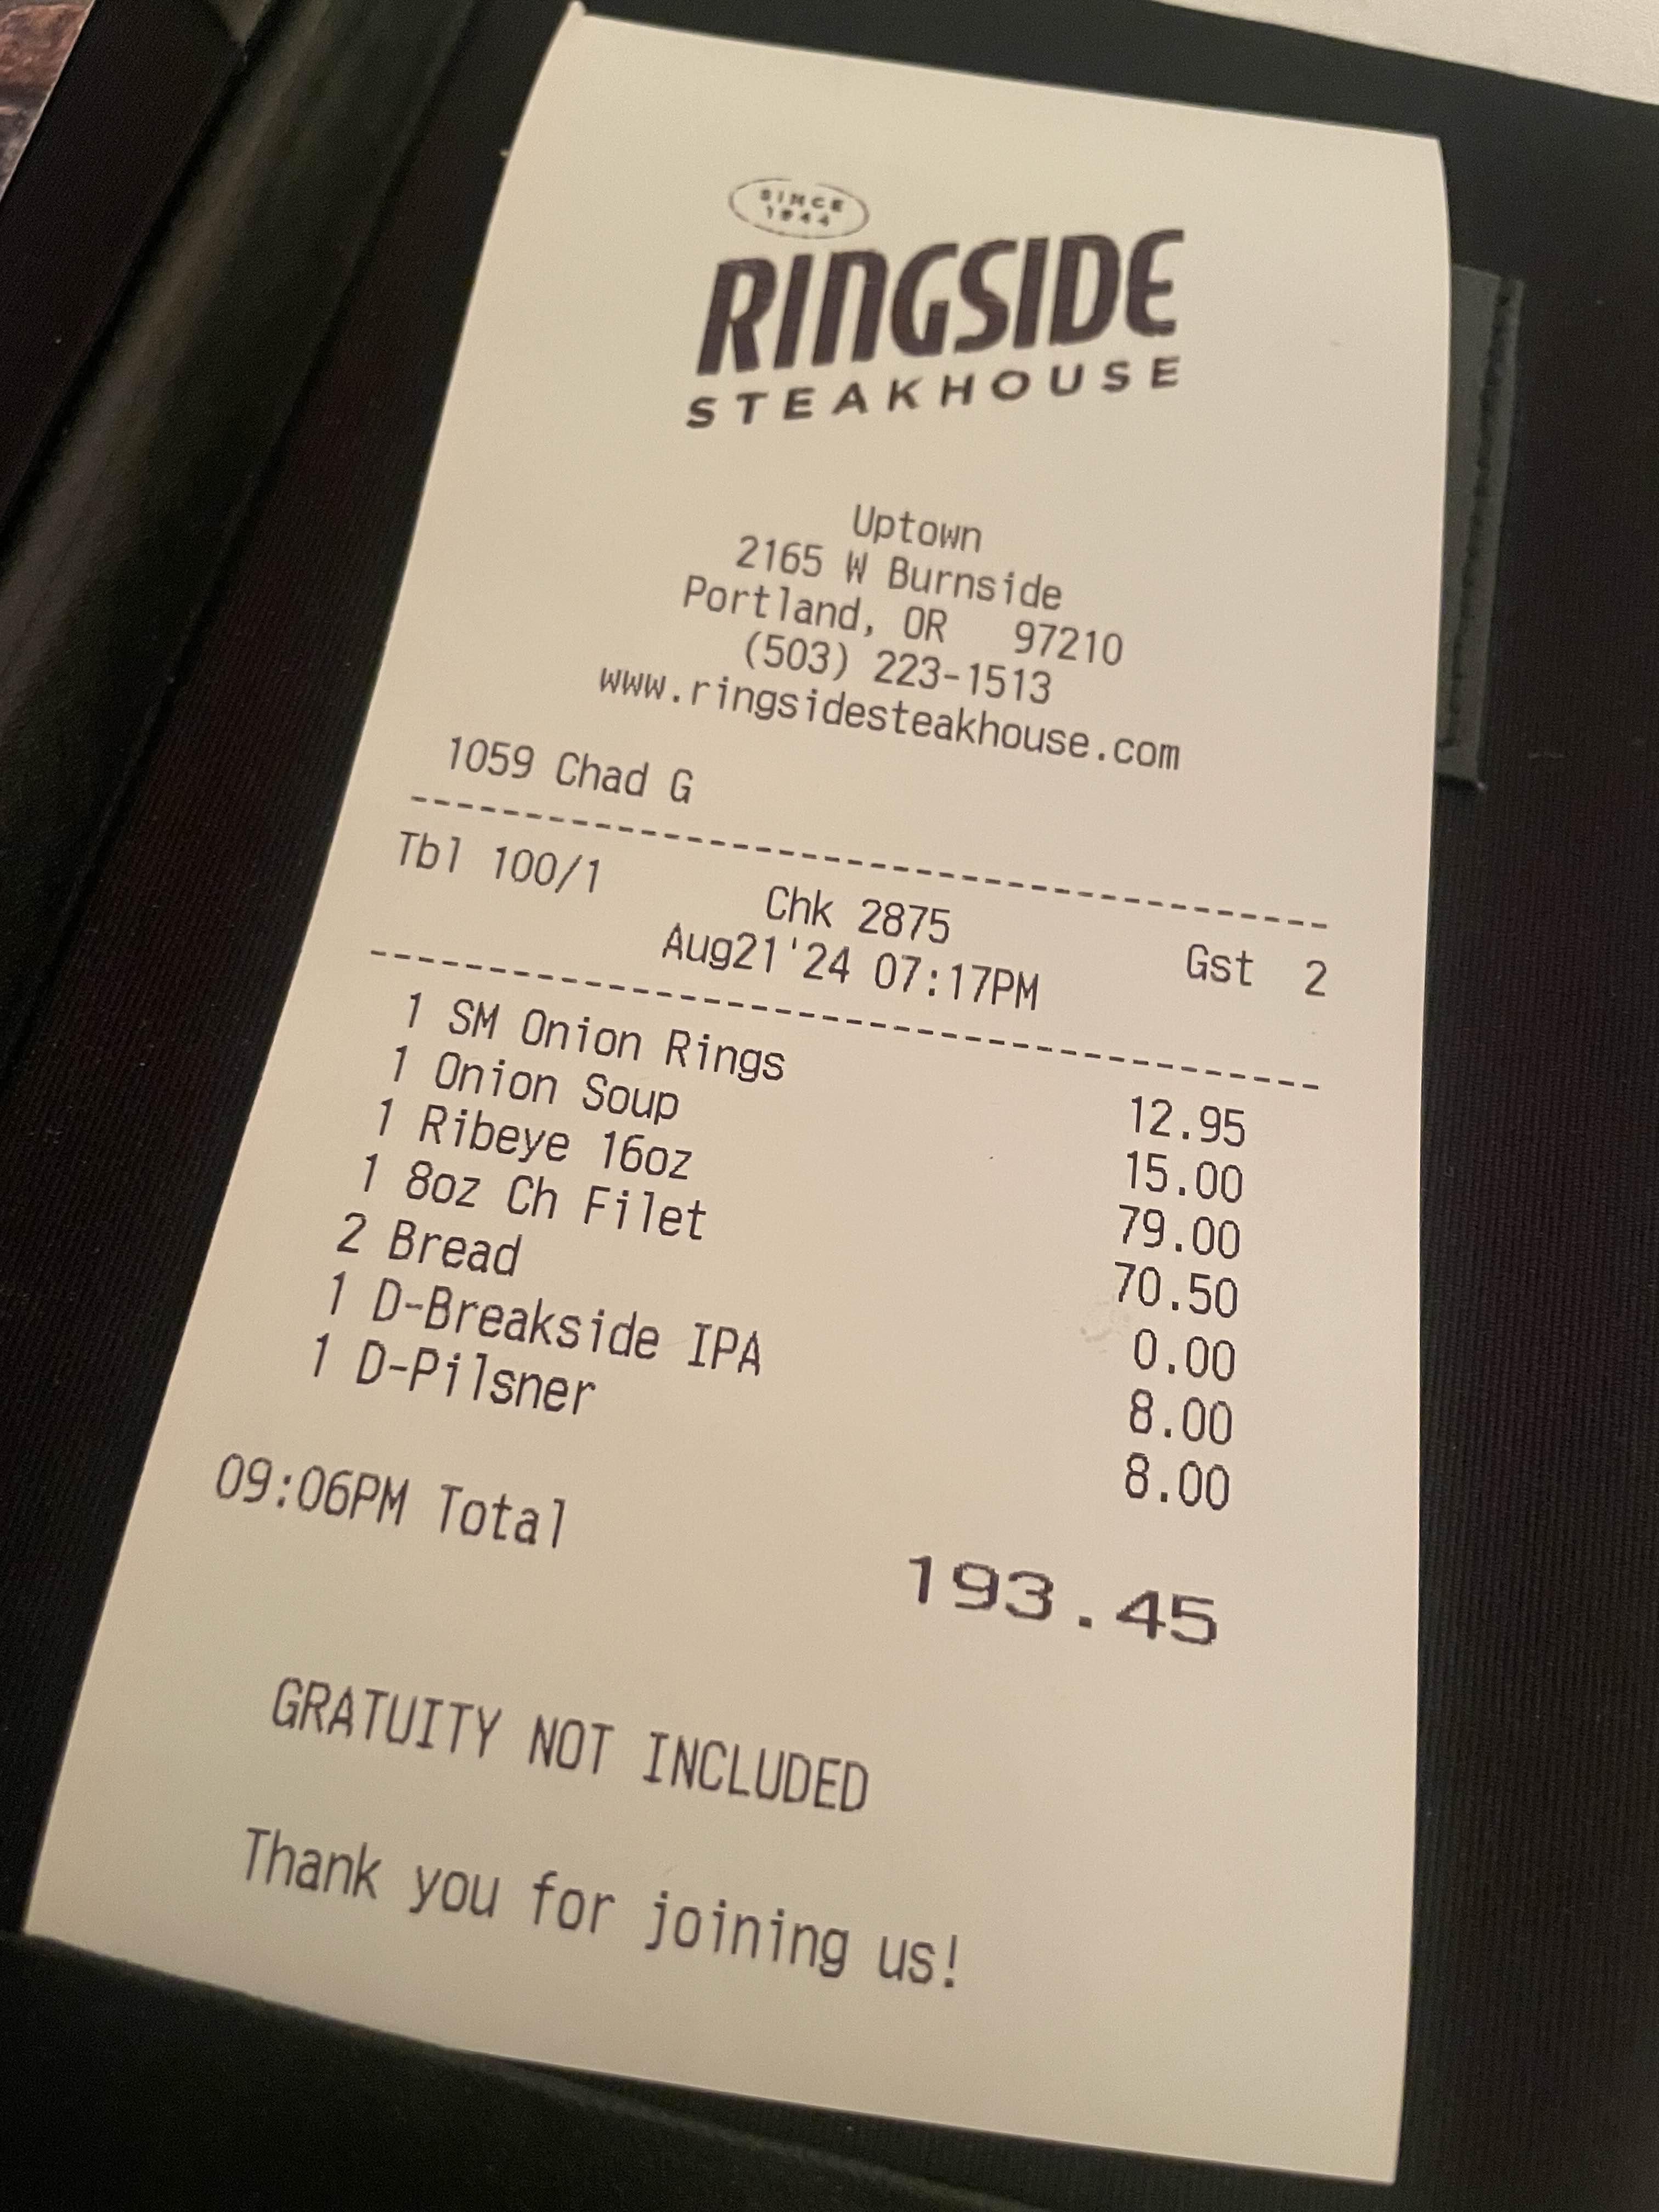 SINCE
1944
RINGSIDE
STEAKHOUSE
Uptown
2165 W Burnside
Portland, OR 97210
(503) 223-1513
www.ringsidesteakhouse.com
1059 Chad G
Tbl 100/1 Chk 2875 Gst 2
Aug21'24 07:17PM
1 SM Onion Rings 12.95
1 Onion Soup 15.00
1 Ribeye 16oz 79.00
1 8oz Ch Filet 70.50
2 Bread 0.00
1 D-Breakside IPA 8.00
1 D-Pilsner 8.00
09:06PM Total 193.45
GRATUITY NOT INCLUDED
Thank you for joining us!